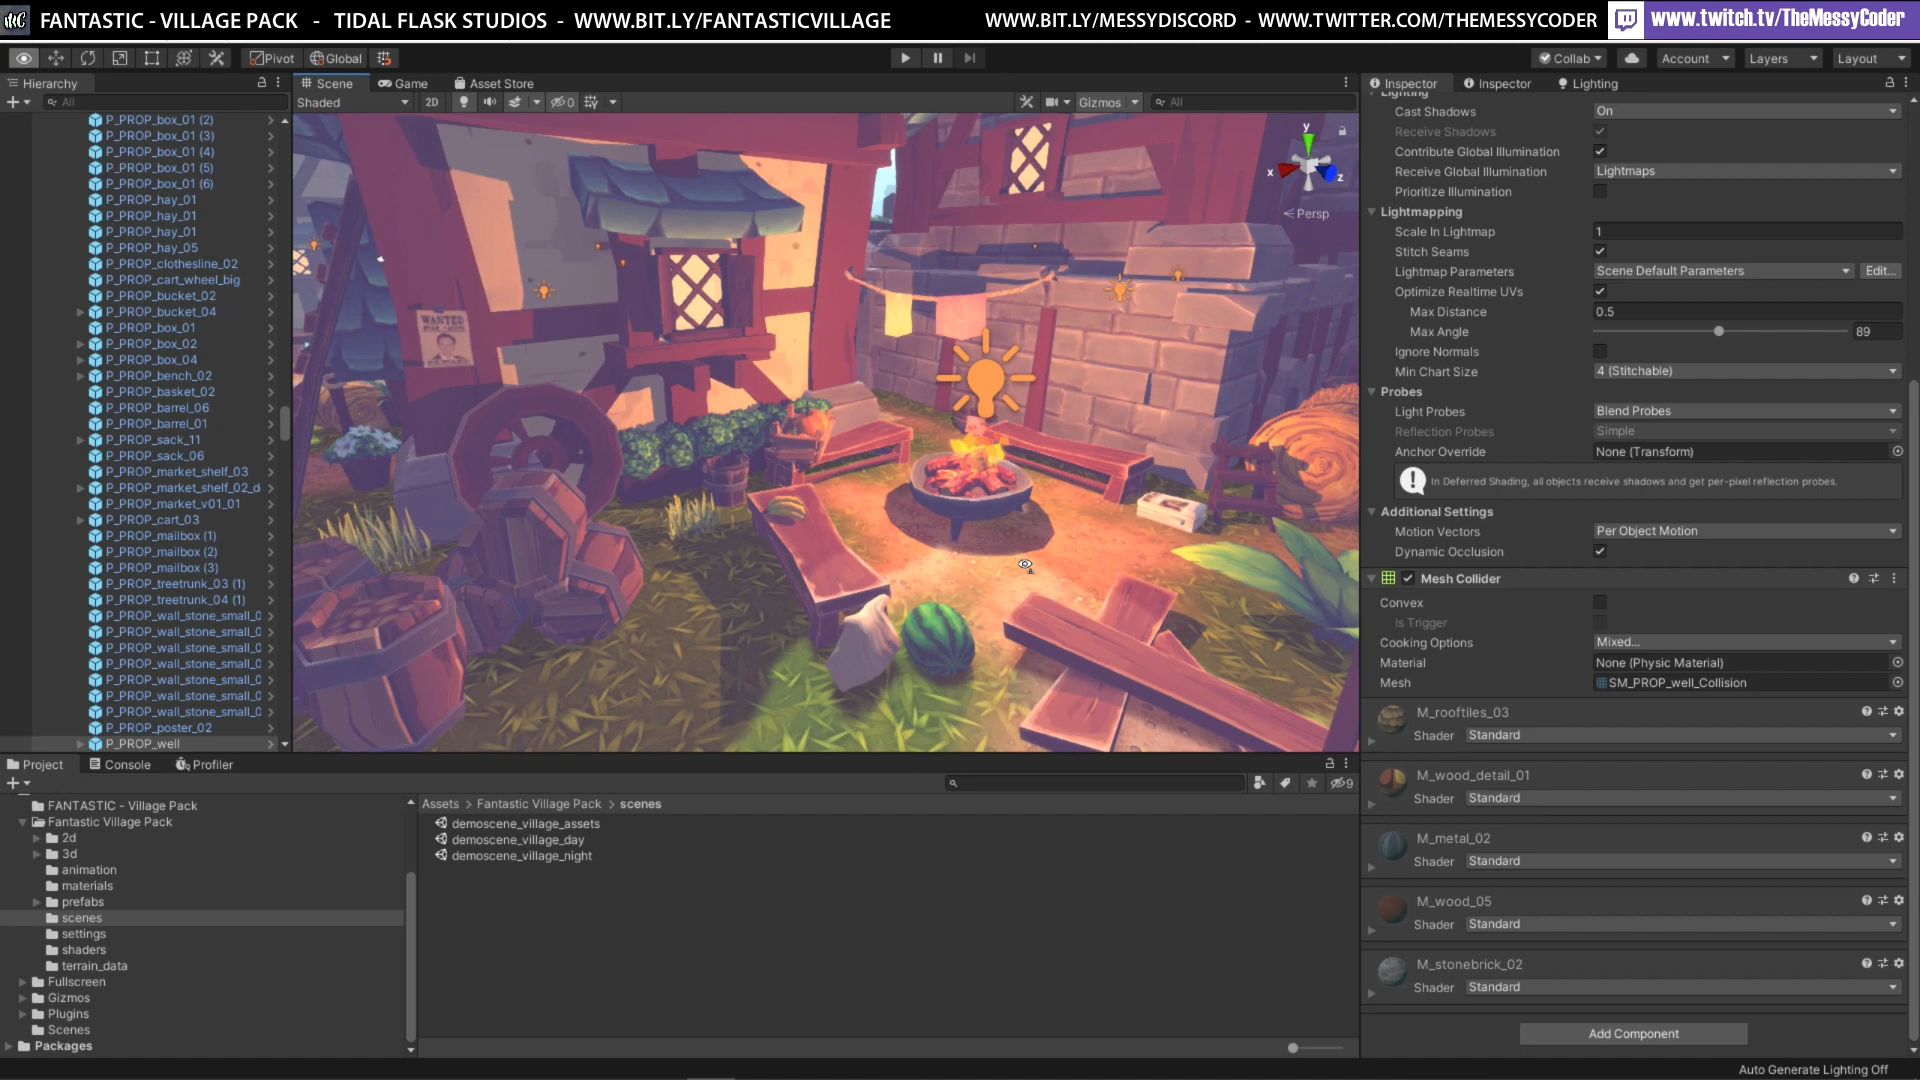 MC FANTASTIC - VILLAGE PACK - TIDAL FLASK STUDIOS - WWW.BIT.LY/FANTASTICVILLAGE WWW.BIT.LY/MESSYDISCORD - WWW.TWITTER.COM/THEMESSYCODER www.twitch.tv/TheMessyCoder
Pivot Global Collab Account Layers Layout
Hierarchy
All
P_PROP_box_01 (2)
P_PROP_box_01 (3)
P_PROP_box_01 (4)
P_PROP_box_01 (5)
P_PROP_box_01 (6)
P_PROP_hay_01
P_PROP_hay_01
P_PROP_hay_01
P_PROP_hay_05
P_PROP_clothesline_02
P_PROP_cart_wheel_big
P_PROP_bucket_02
P_PROP_bucket_04
P_PROP_box_01
P_PROP_box_02
P_PROP_box_04
P_PROP_bench_02
P_PROP_basket_02
P_PROP_barrel_06
P_PROP_barrel_01
P_PROP_sack_11
P_PROP_sack_06
P_PROP_market_shelf_03
P_PROP_market_shelf_02_d
P_PROP_market_v01_01
P_PROP_cart_03
P_PROP_mailbox (1)
P_PROP_mailbox (2)
P_PROP_mailbox (3)
P_PROP_treetrunk_03 (1)
P_PROP_treetrunk_04 (1)
P_PROP_wall_stone_small_0
P_PROP_wall_stone_small_0
P_PROP_wall_stone_small_0
P_PROP_wall_stone_small_0
P_PROP_wall_stone_small_0
P_PROP_wall_stone_small_0
P_PROP_wall_stone_small_0
P_PROP_poster_02
P_PROP_well
Scene Game Asset Store
Shaded 2D 0 Gizmos All
y
x
z
Persp
WANTED
Inspector Inspector Lighting
Lighting
Cast Shadows On
Receive Shadows
Contribute Global Illumination
Receive Global Illumination Lightmaps
Prioritize Illumination
Lightmapping
Scale In Lightmap 1
Stitch Seams
Lightmap Parameters Scene Default Parameters Edit...
Optimize Realtime UVs
Max Distance 0.5
Max Angle 89
Ignore Normals
Min Chart Size 4 (Stitchable)
Probes
Light Probes Blend Probes
Reflection Probes Simple
Anchor Override None (Transform)
In Deferred Shading, all objects receive shadows and get per-pixel reflection probes.
Additional Settings
Motion Vectors Per Object Motion
Dynamic Occlusion
Mesh Collider
Convex
Is Trigger
Cooking Options Mixed...
Material None (Physic Material)
Mesh SM_PROP_well_Collision
M_rooftiles_03
Shader Standard
M_wood_detail_01
Shader Standard
M_metal_02
Shader Standard
M_wood_05
Shader Standard
M_stonebrick_02
Shader Standard
Add Component
Project Console Profiler
9
FANTASTIC - Village Pack
Fantastic Village Pack
2d
3d
animation
materials
prefabs
scenes
settings
shaders
terrain_data
Fullscreen
Gizmos
Plugins
Scenes
Packages
Assets > Fantastic Village Pack > scenes
demoscene_village_assets
demoscene_village_day
demoscene_village_night
Auto Generate Lighting Off